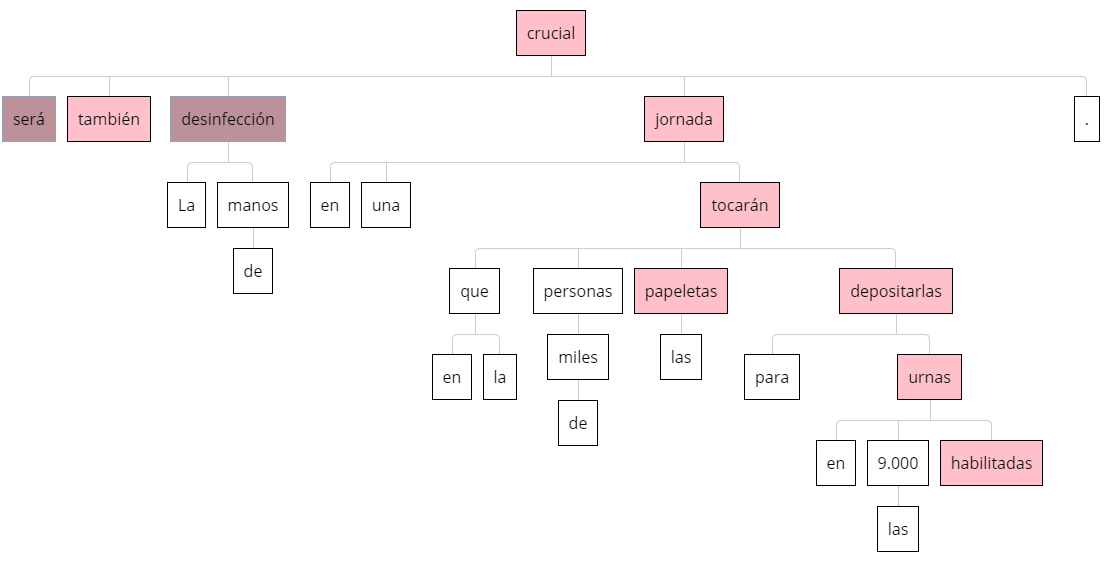 crucial
será también desinfección jornada .
La manos en una tocarán
de
que personas papeletas depositarlas
en la miles las para urnas
de
en 9.000 habilitadas
las